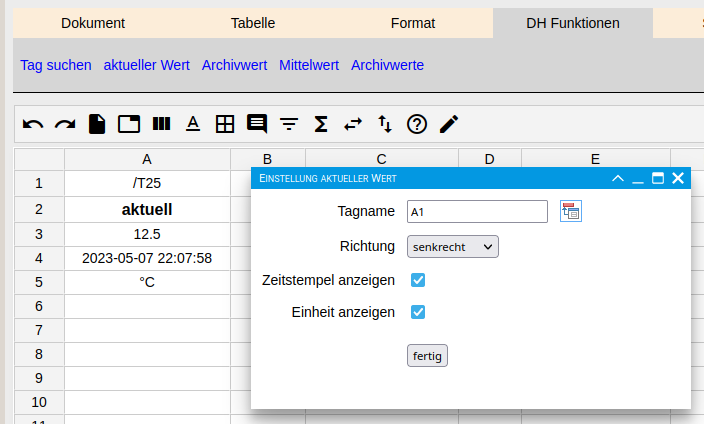 Dokument Tabelle Format DH Funktionen
Tag suchen aktueller Wert Archivwert Mittelwert Archivwerte
A B C D E
1 /T25
2 aktuell
3 12.5
4 2023-05-07 22:07:58
5 °C
6
7
8
9
10
Einstellung aktueller Wert
Tagname A1
Richtung senkrecht
Zeitstempel anzeigen
Einheit anzeigen
fertig